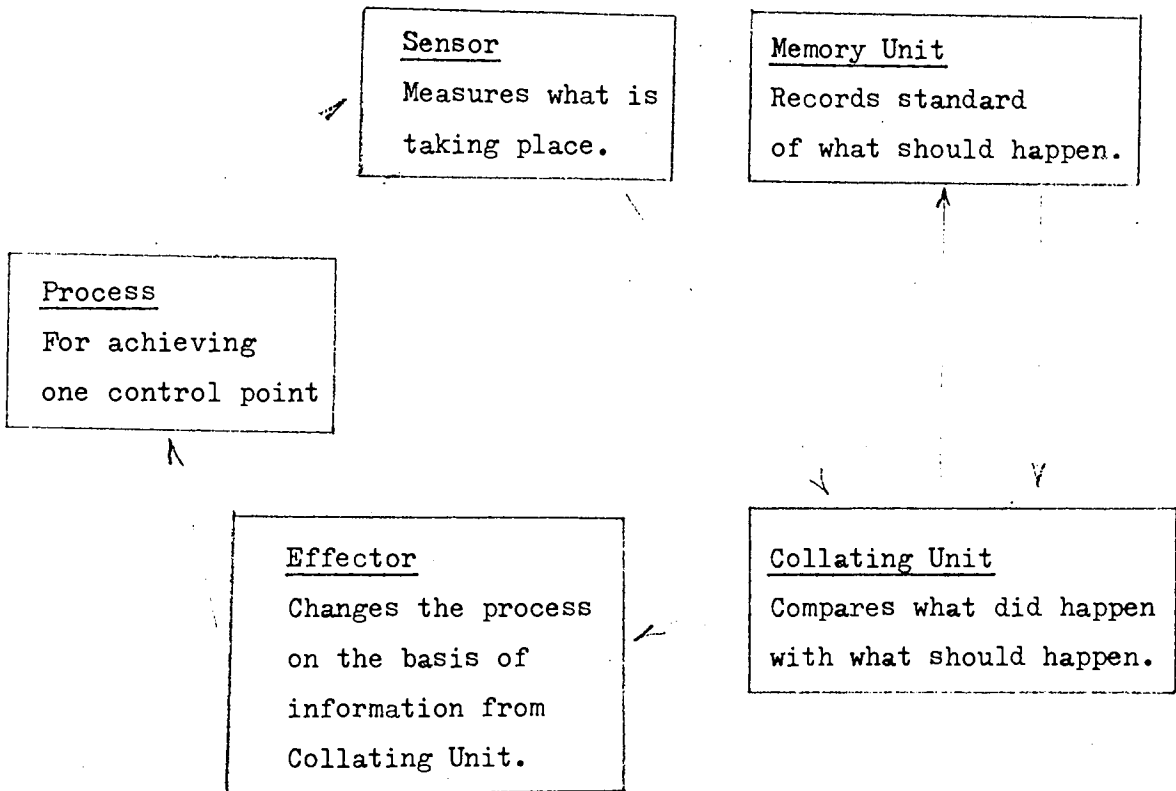 Sensor
Measures what is
taking place.
Memory Unit
Records standard
of what should happen.
Process
For achieving
one control point
Effector
Changes the process
on the basis of
information from
Collating Unit.
Collating Unit
Compares what did happen
with what should happen.